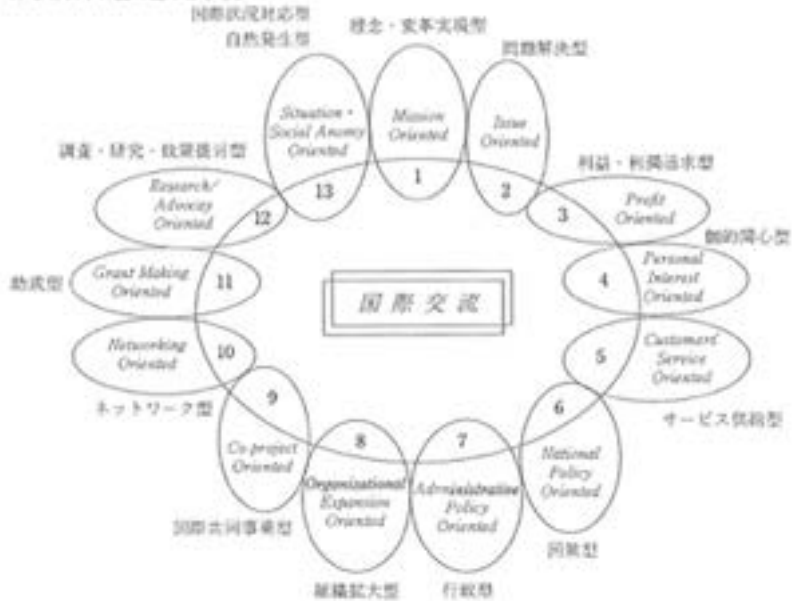 国際状況対応型
自然発生型
理念・変革実現型
問題解決型
Situation・
Social Anomy
Oriented
13
Mission
Oriented
1
Issue
Oriented
2
利益・利潤追求型
Profit
Oriented
3
個的関心型
Personal
Interest
Oriented
4
Customers'
Service
Oriented
5
サービス供給型
National
Policy
Oriented
6
国策型
Administrative
Policy
Oriented
7
行政型
Organizational
Expansion
Oriented
8
組織拡大型
Co-project
Oriented
9
国際共同事業型
Networking
Oriented
10
ネットワーク型
Grant Making
Oriented
11
助成型
調査・研究・政策提言型
Research/
Advocacy
Oriented
12
国際交流